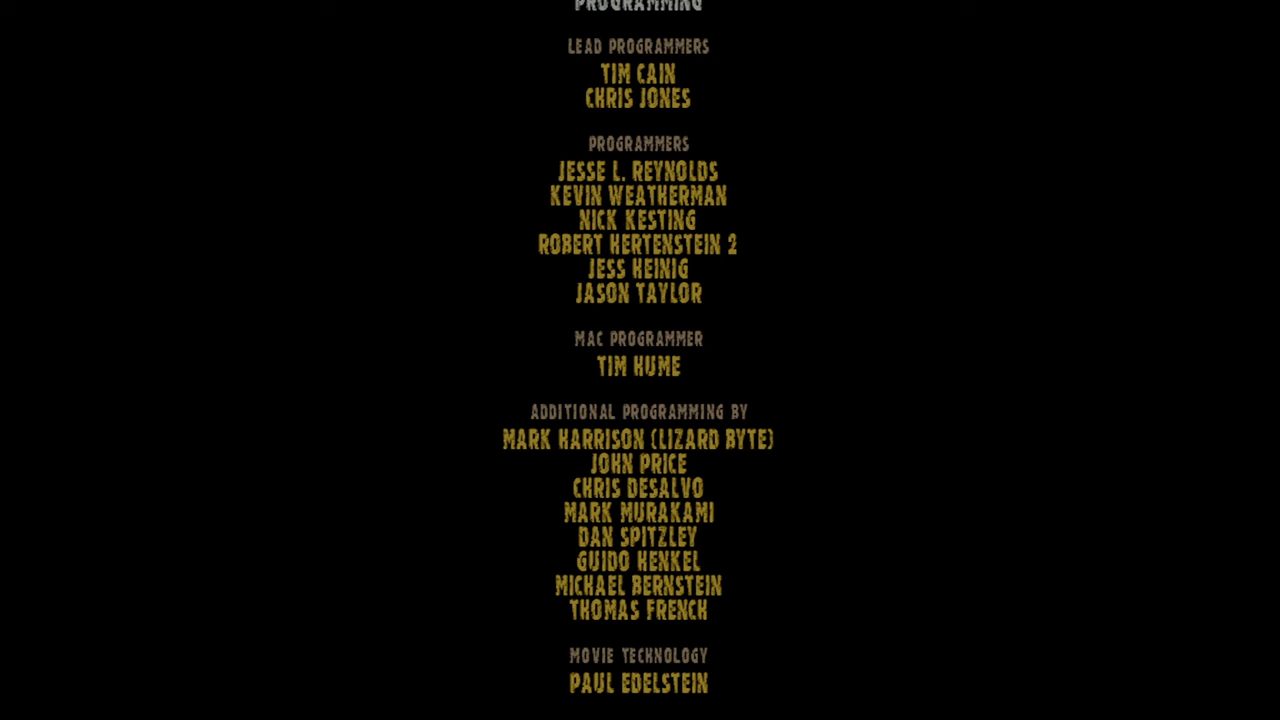 PROGRAMMING
LEAD PROGRAMMERS
TIM CAIN
CHRIS JONES
PROGRAMMERS
JESSE L. REYNOLDS
KEVIN WEATHERMAN
NICK KESTING
ROBERT HERTENSTEIN 2
JESS HEINIG
JASON TAYLOR
MAC PROGRAMMER
TIM HUME
ADDITIONAL PROGRAMMING BY
MARK HARRISON (LIZARD BYTE)
JOHN PRICE
CHRIS DESALVO
MARK MURAKAMI
DAN SPITZLEY
GUIDO HENKEL
MICHAEL BERNSTEIN
THOMAS FRENCH
MOVIE TECHNOLOGY
PAUL EDELSTEIN